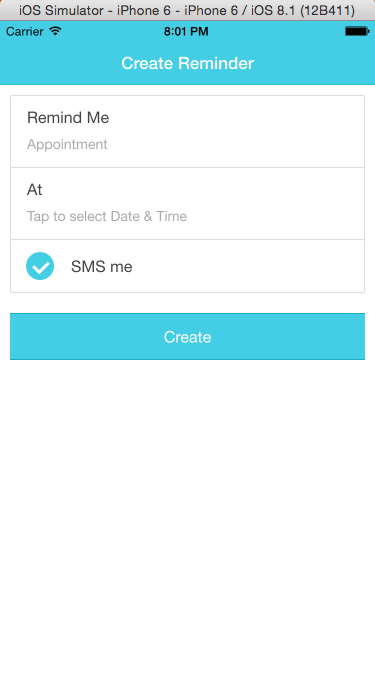 iOS Simulator - iPhone 6 - iPhone 6 / iOS 8.1 (12B411)
Carrier 8:01 PM
Create Reminder
Remind Me
Appointment
At
Tap to select Date & Time
SMS me
Create